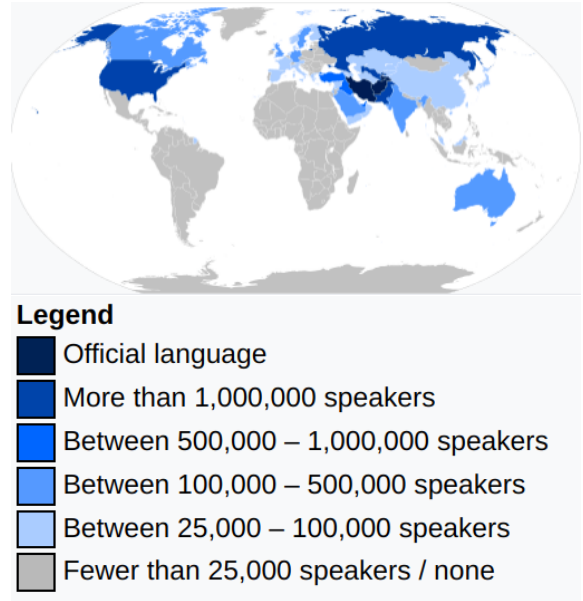 Legend
Official language
More than 1,000,000 speakers
Between 500,000 – 1,000,000 speakers
Between 100,000 – 500,000 speakers
Between 25,000 – 100,000 speakers
Fewer than 25,000 speakers / none